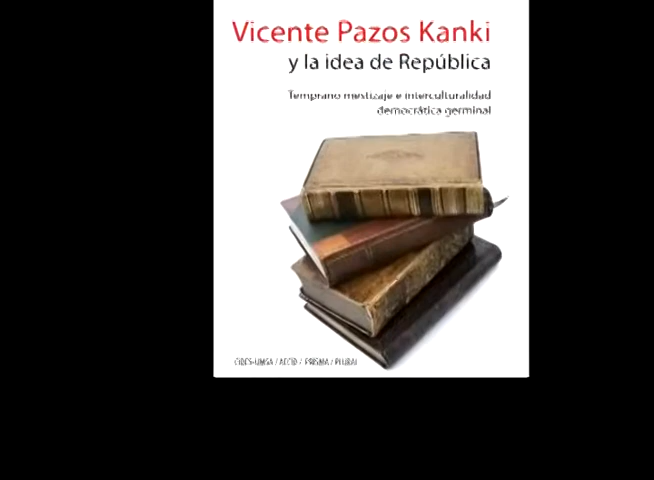 Vicente Pazos Kanki
y la idea de República
Temprano mestizaje e interculturalidad
democrática germinal
CIDES-UMSA / AECID / PRISMA / PLURAL